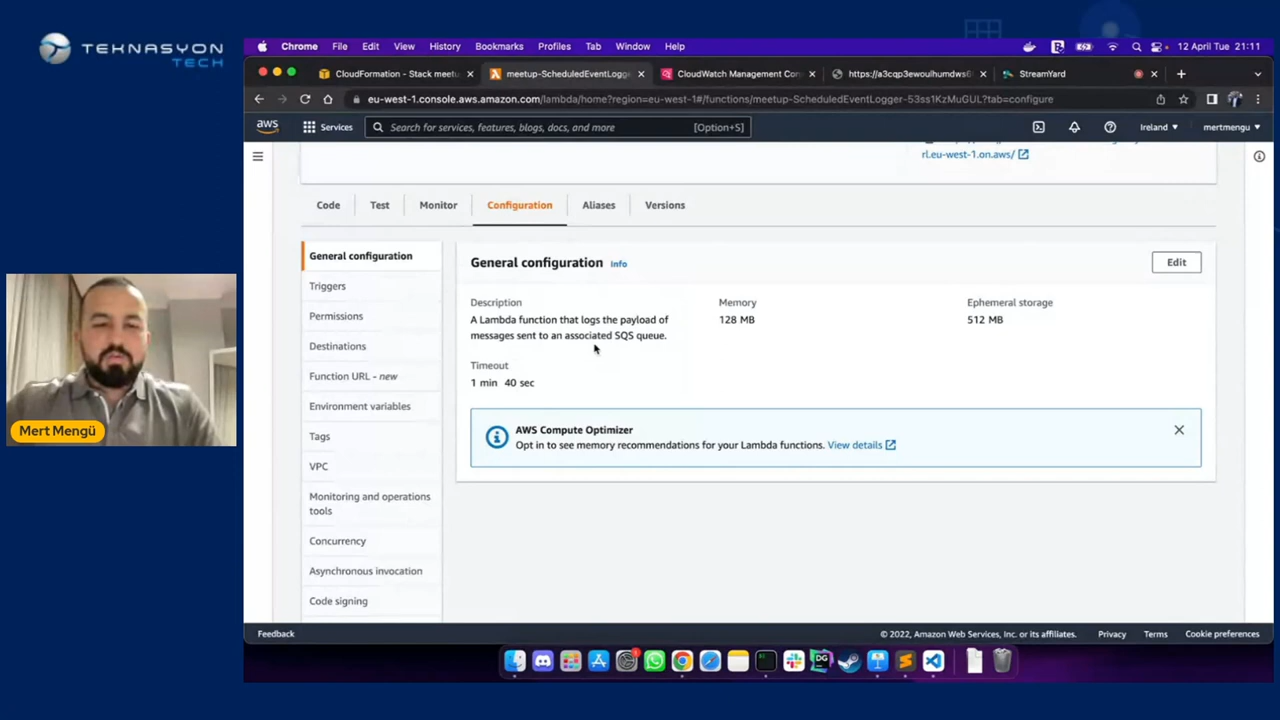 TEKNASYON
TECH
Chrome File Edit View History Bookmarks Profiles Tab Window Help
12 April Tue 21:11
CloudFormation - Stack meetu
meetup-ScheduledEventLogge
CloudWatch Management Con
https://a3cqp3ewoulhumdws6
StreamYard
eu-west-1.console.aws.amazon.com/lambda/home?region=eu-west-1#/functions/meetup-ScheduledEventLogger-53ss1KzMuGUL?tab=configure
aws
Services
Search for services, features, blogs, docs, and more
[Option+S]
Ireland
mertmengu
rl.eu-west-1.on.aws/
Code
Test
Monitor
Configuration
Aliases
Versions
General configuration
Triggers
Permissions
Destinations
Function URL - new
Environment variables
Tags
VPC
Monitoring and operations
tools
Concurrency
Asynchronous invocation
Code signing
General configuration Info
Edit
Description
A Lambda function that logs the payload of
messages sent to an associated SQS queue.
Timeout
1 min 40 sec
Memory
128 MB
Ephemeral storage
512 MB
AWS Compute Optimizer
Opt in to see memory recommendations for your Lambda functions. View details
Mert Mengü
Feedback
© 2022, Amazon Web Services, Inc. or its affiliates.
Privacy
Terms
Cookie preferences
DG